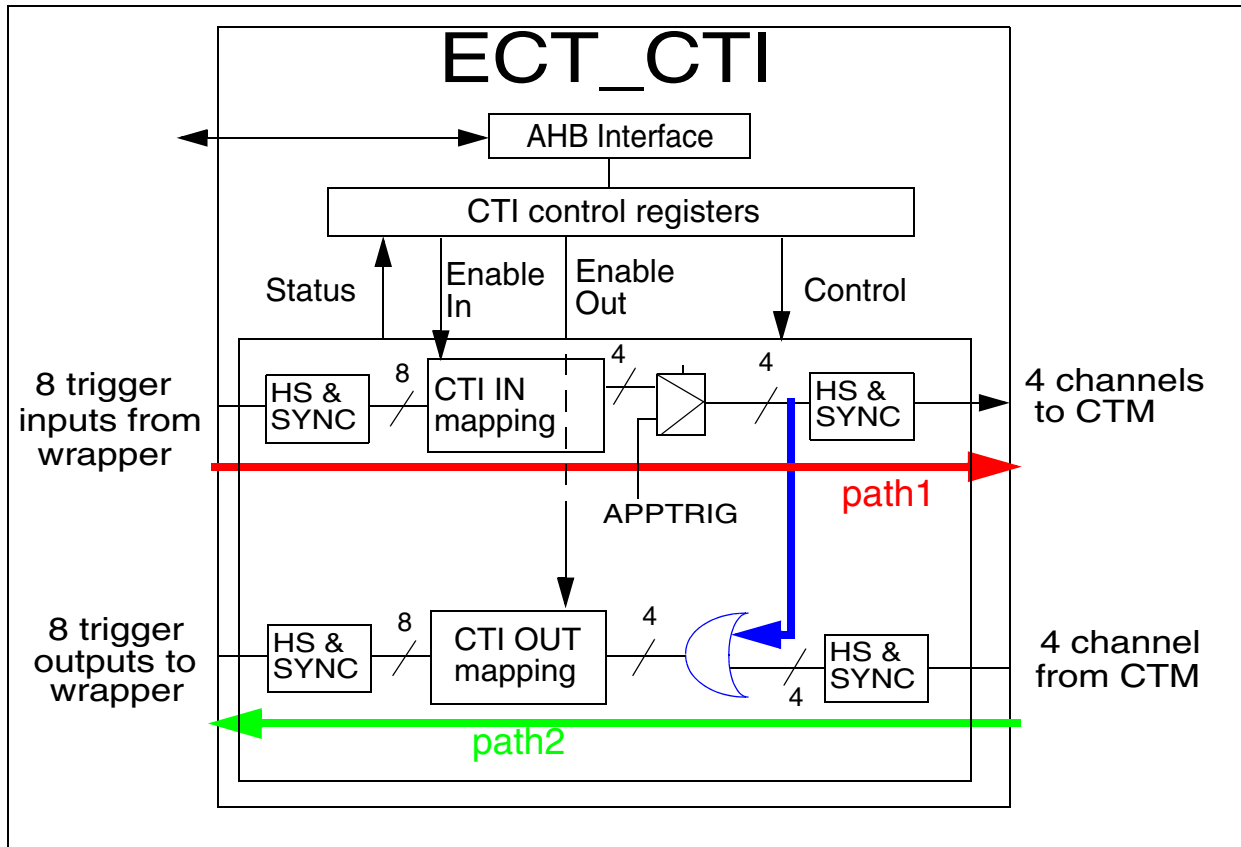 ECT_CTI
AHB Interface
CTI control registers
Status
Enable
In
Enable
Out
Control
8 trigger
inputs from
wrapper
HS &
SYNC
8
CTI IN
mapping
4
4
HS &
SYNC
4 channels
to CTM
path1
APPTRIG
8 trigger
outputs to
wrapper
HS &
SYNC
8
CTI OUT
mapping
4
4
HS &
SYNC
4 channel
from CTM
path2